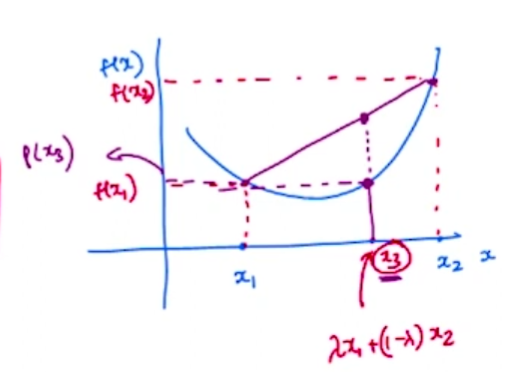 f(x)
f(x2)
P(x3)
f(x1)
x1
x3
x2
x
λx1+(1-λ)x2